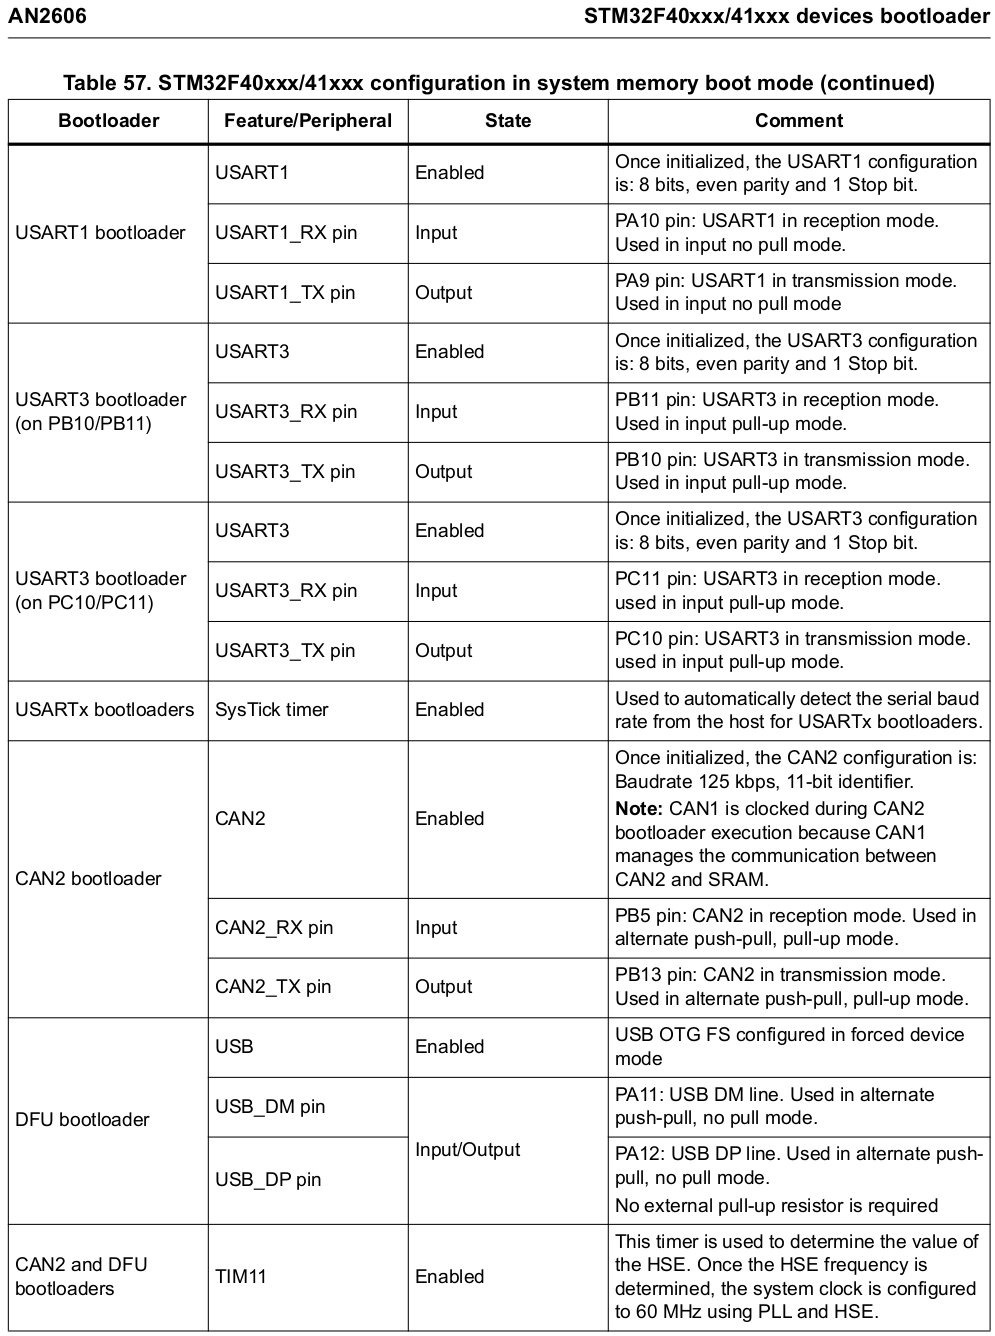 AN2606
STM32F40xxx/41xxx devices bootloader
Table 57. STM32F40xxx/41xxx configuration in system memory boot mode (continued)
Bootloader
Feature/Peripheral
State
Comment
USART1 bootloader
USART1
Enabled
Once initialized, the USART1 configuration
is: 8 bits, even parity and 1 Stop bit.
USART1_RX pin
Input
PA10 pin: USART1 in reception mode.
Used in input no pull mode.
USART1_TX pin
Output
PA9 pin: USART1 in transmission mode.
Used in input no pull mode
USART3 bootloader
(on PB10/PB11)
USART3
Enabled
Once initialized, the USART3 configuration
is: 8 bits, even parity and 1 Stop bit.
USART3_RX pin
Input
PB11 pin: USART3 in reception mode.
Used in input pull-up mode.
USART3_TX pin
Output
PB10 pin: USART3 in transmission mode.
Used in input pull-up mode.
USART3 bootloader
(on PC10/PC11)
USART3
Enabled
Once initialized, the USART3 configuration
is: 8 bits, even parity and 1 Stop bit.
USART3_RX pin
Input
PC11 pin: USART3 in reception mode.
used in input pull-up mode.
USART3_TX pin
Output
PC10 pin: USART3 in transmission mode.
used in input pull-up mode.
USARTx bootloaders
SysTick timer
Enabled
Used to automatically detect the serial baud
rate from the host for USARTx bootloaders.
CAN2 bootloader
CAN2
Enabled
Once initialized, the CAN2 configuration is:
Baudrate 125 kbps, 11-bit identifier.
Note: CAN1 is clocked during CAN2
bootloader execution because CAN1
manages the communication between
CAN2 and SRAM.
CAN2_RX pin
Input
PB5 pin: CAN2 in reception mode. Used in
alternate push-pull, pull-up mode.
CAN2_TX pin
Output
PB13 pin: CAN2 in transmission mode.
Used in alternate push-pull, pull-up mode.
DFU bootloader
USB
Enabled
USB OTG FS configured in forced device
mode
USB_DM pin
Input/Output
PA11: USB DM line. Used in alternate
push-pull, no pull mode.
USB_DP pin
PA12: USB DP line. Used in alternate push-
pull, no pull mode.
No external pull-up resistor is required
CAN2 and DFU
bootloaders
TIM11
Enabled
This timer is used to determine the value of
the HSE. Once the HSE frequency is
determined, the system clock is configured
to 60 MHz using PLL and HSE.